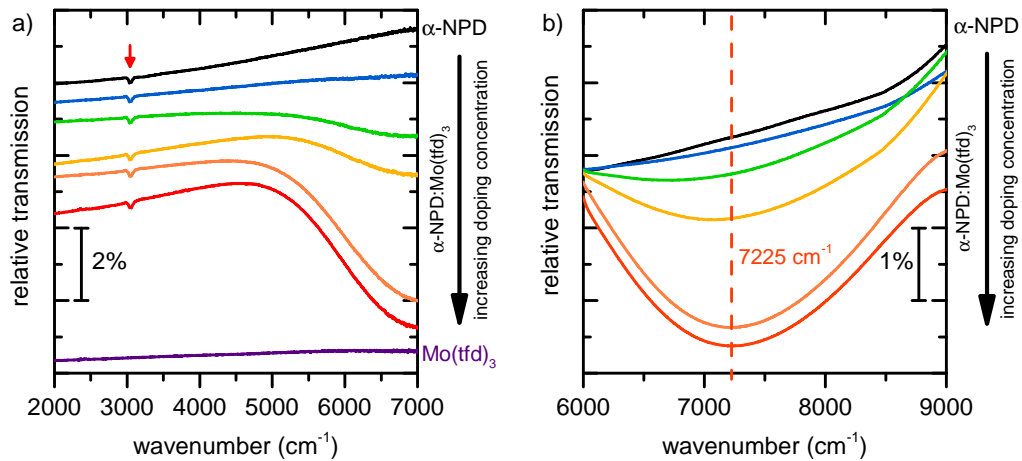 a)
relative transmission
2%
2000 3000 4000 5000 6000 7000
wavenumber (cm⁻¹)
α-NPD
α-NPD:Mo(tfd)₃
increasing doping concentration
Mo(tfd)₃
b)
relative transmission
7225 cm⁻¹
1%
6000 7000 8000 9000
wavenumber (cm⁻¹)
α-NPD
α-NPD:Mo(tfd)₃
increasing doping concentration